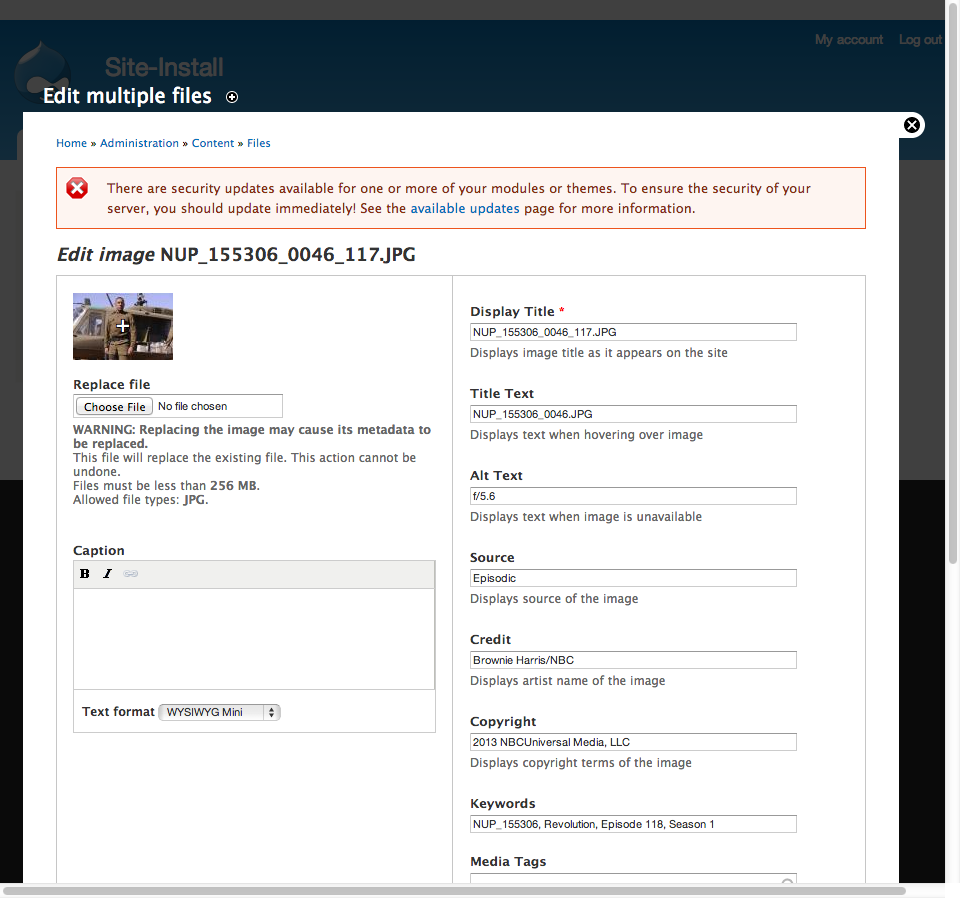 My account Log out
Site-Install
Edit multiple files
Home » Administration » Content » Files
There are security updates available for one or more of your modules or themes. To ensure the security of your
server, you should update immediately! See the available updates page for more information.
Edit image NUP_155306_0046_117.JPG
Replace file
Choose File No file chosen
WARNING: Replacing the image may cause its metadata to
be replaced.
This file will replace the existing file. This action cannot be
undone.
Files must be less than 256 MB.
Allowed file types: JPG.
Caption
B I
Text format WYSIWYG Mini
Display Title *
NUP_155306_0046_117.JPG
Displays image title as it appears on the site
Title Text
NUP_155306_0046.JPG
Displays text when hovering over image
Alt Text
f/5.6
Displays text when image is unavailable
Source
Episodic
Displays source of the image
Credit
Brownie Harris/NBC
Displays artist name of the image
Copyright
2013 NBCUniversal Media, LLC
Displays copyright terms of the image
Keywords
NUP_155306, Revolution, Episode 118, Season 1
Media Tags